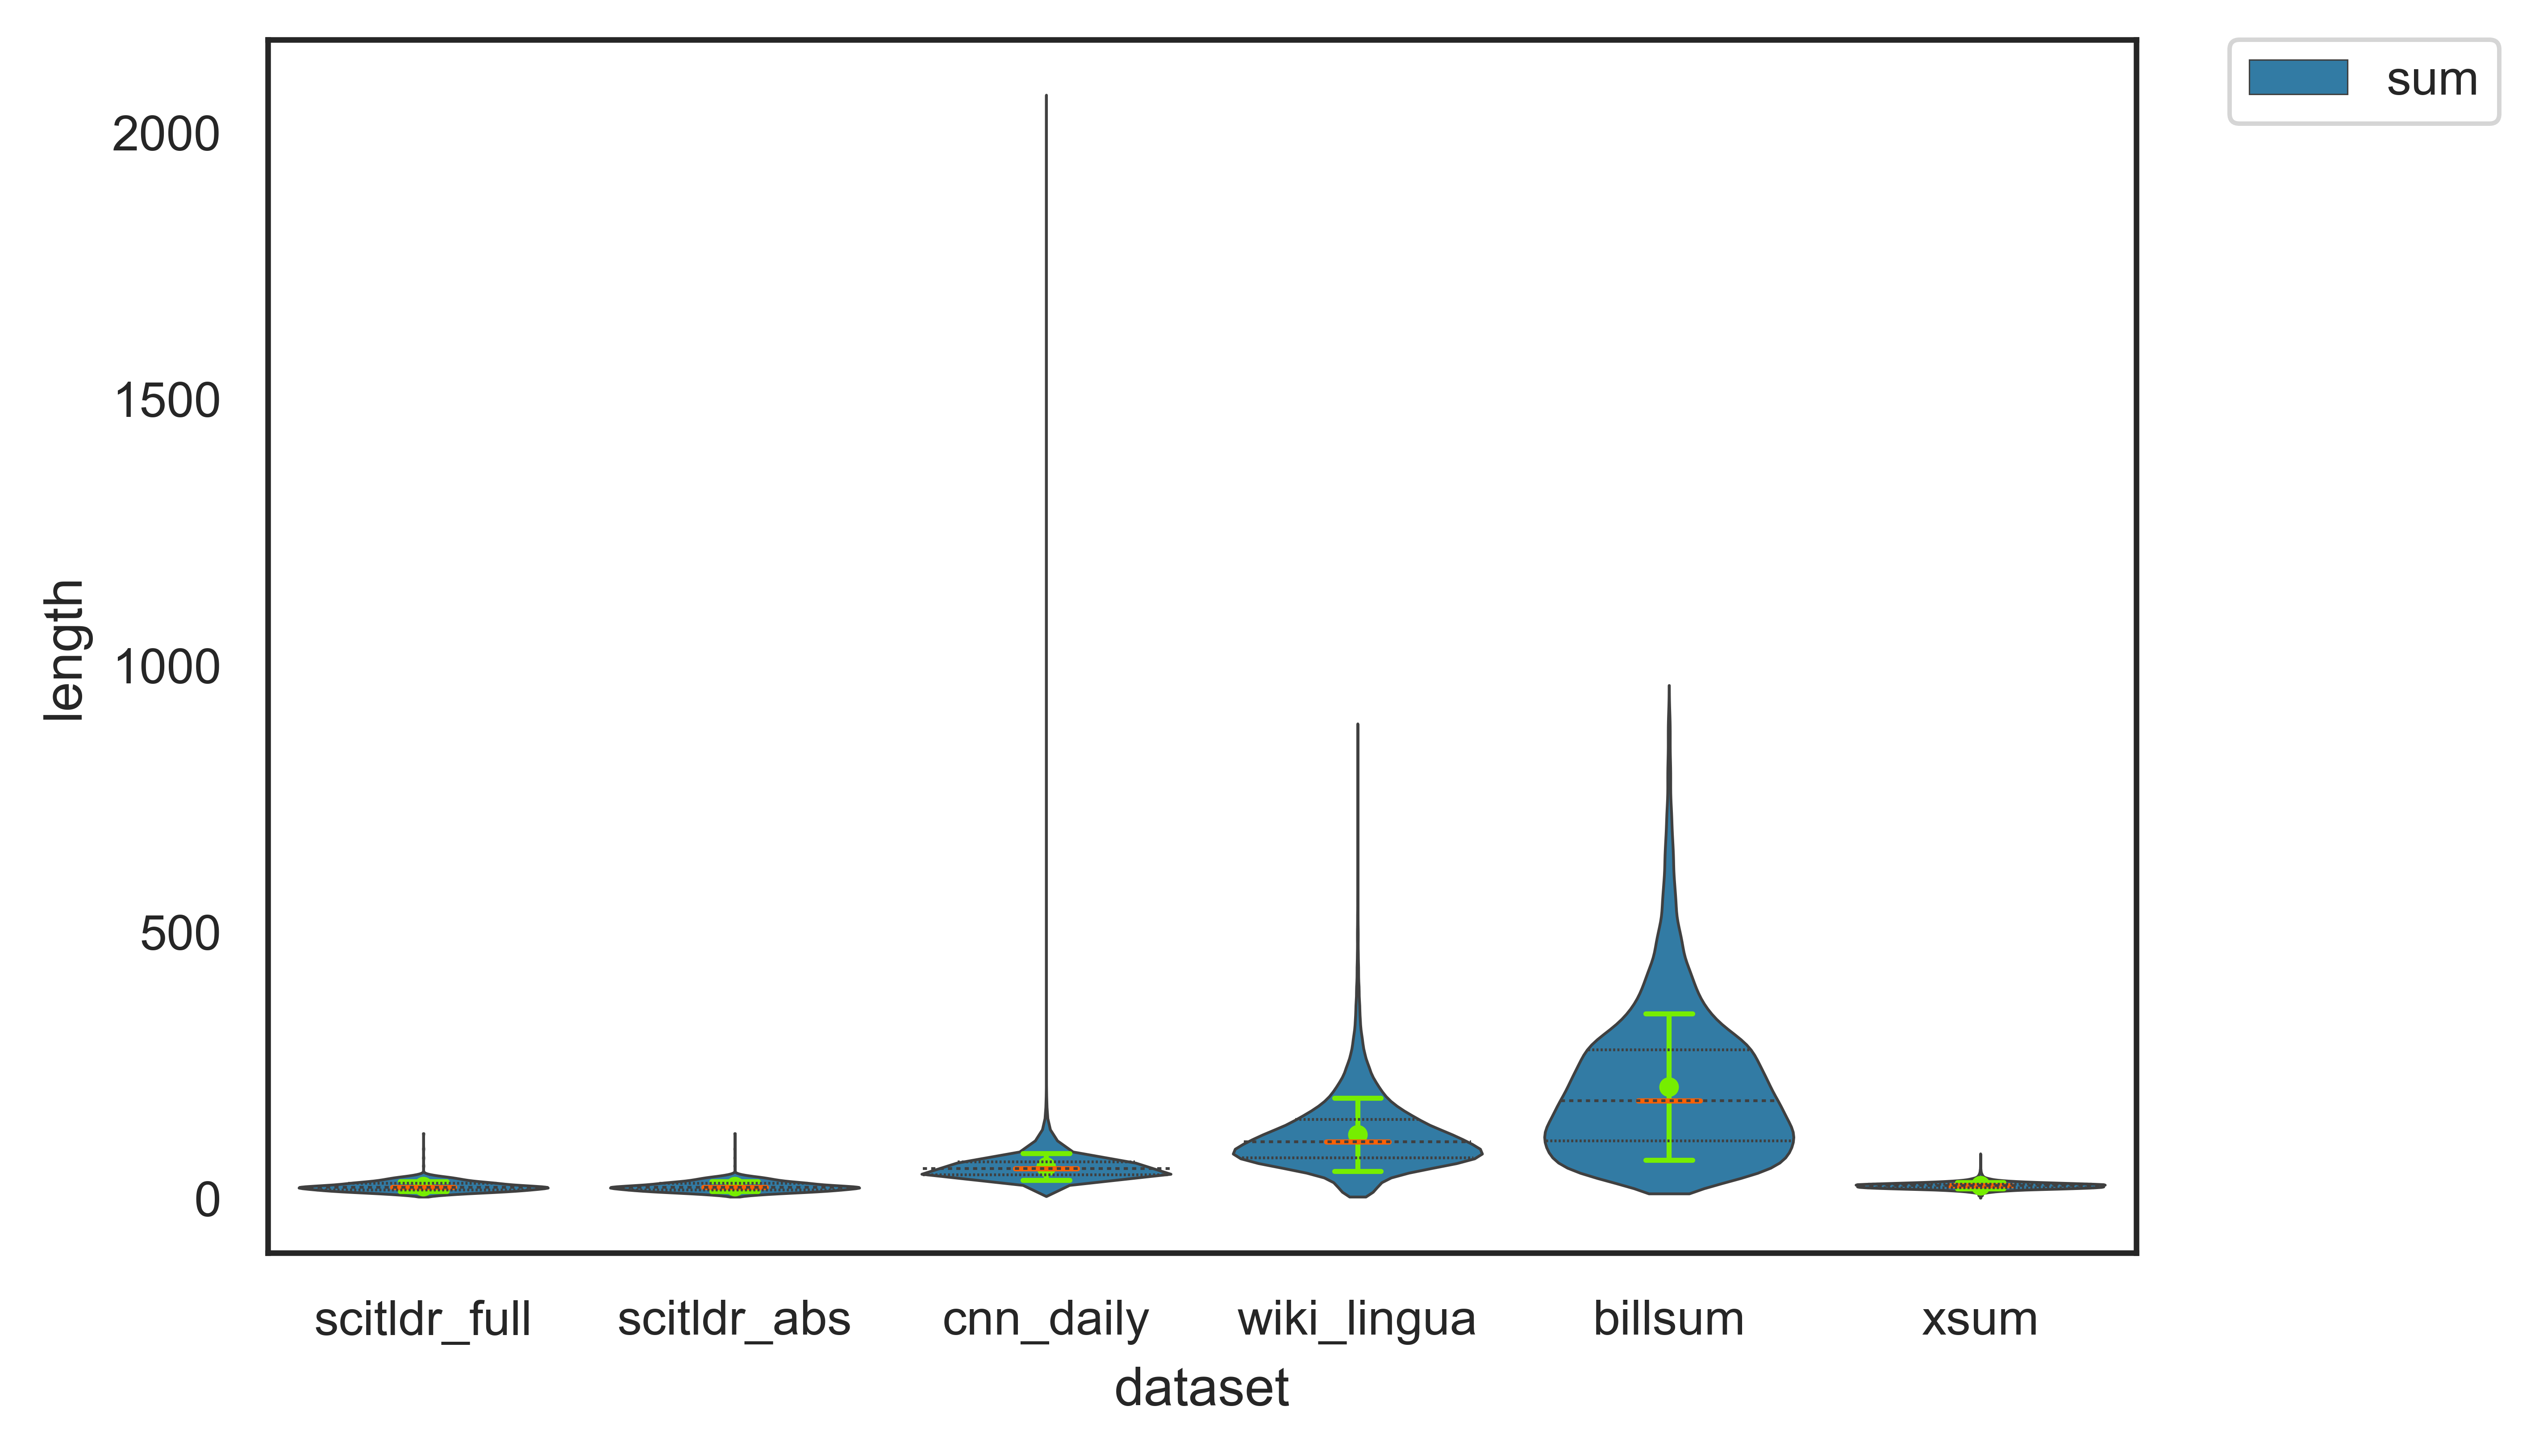 sum
2000
1500
1000
500
0
length
scitldr_full scitldr_abs cnn_daily wiki_lingua billsum xsum
dataset